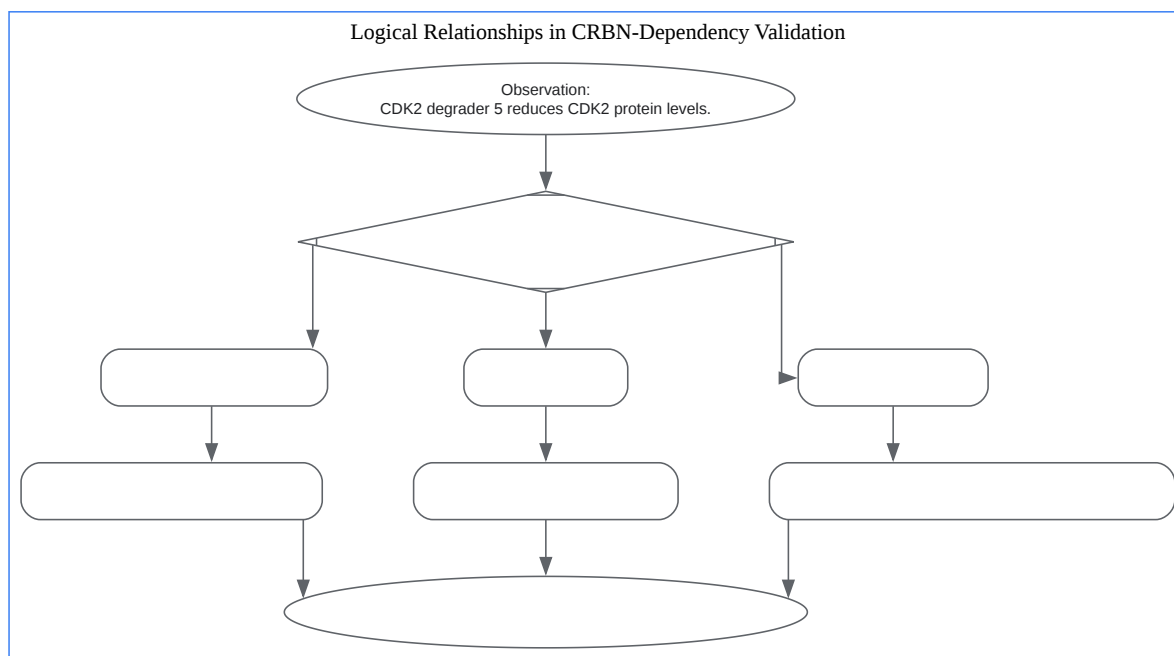 Logical Relationships in CRBN-Dependency Validation
Observation:
CDK2 degrader 5 reduces CDK2 protein levels.